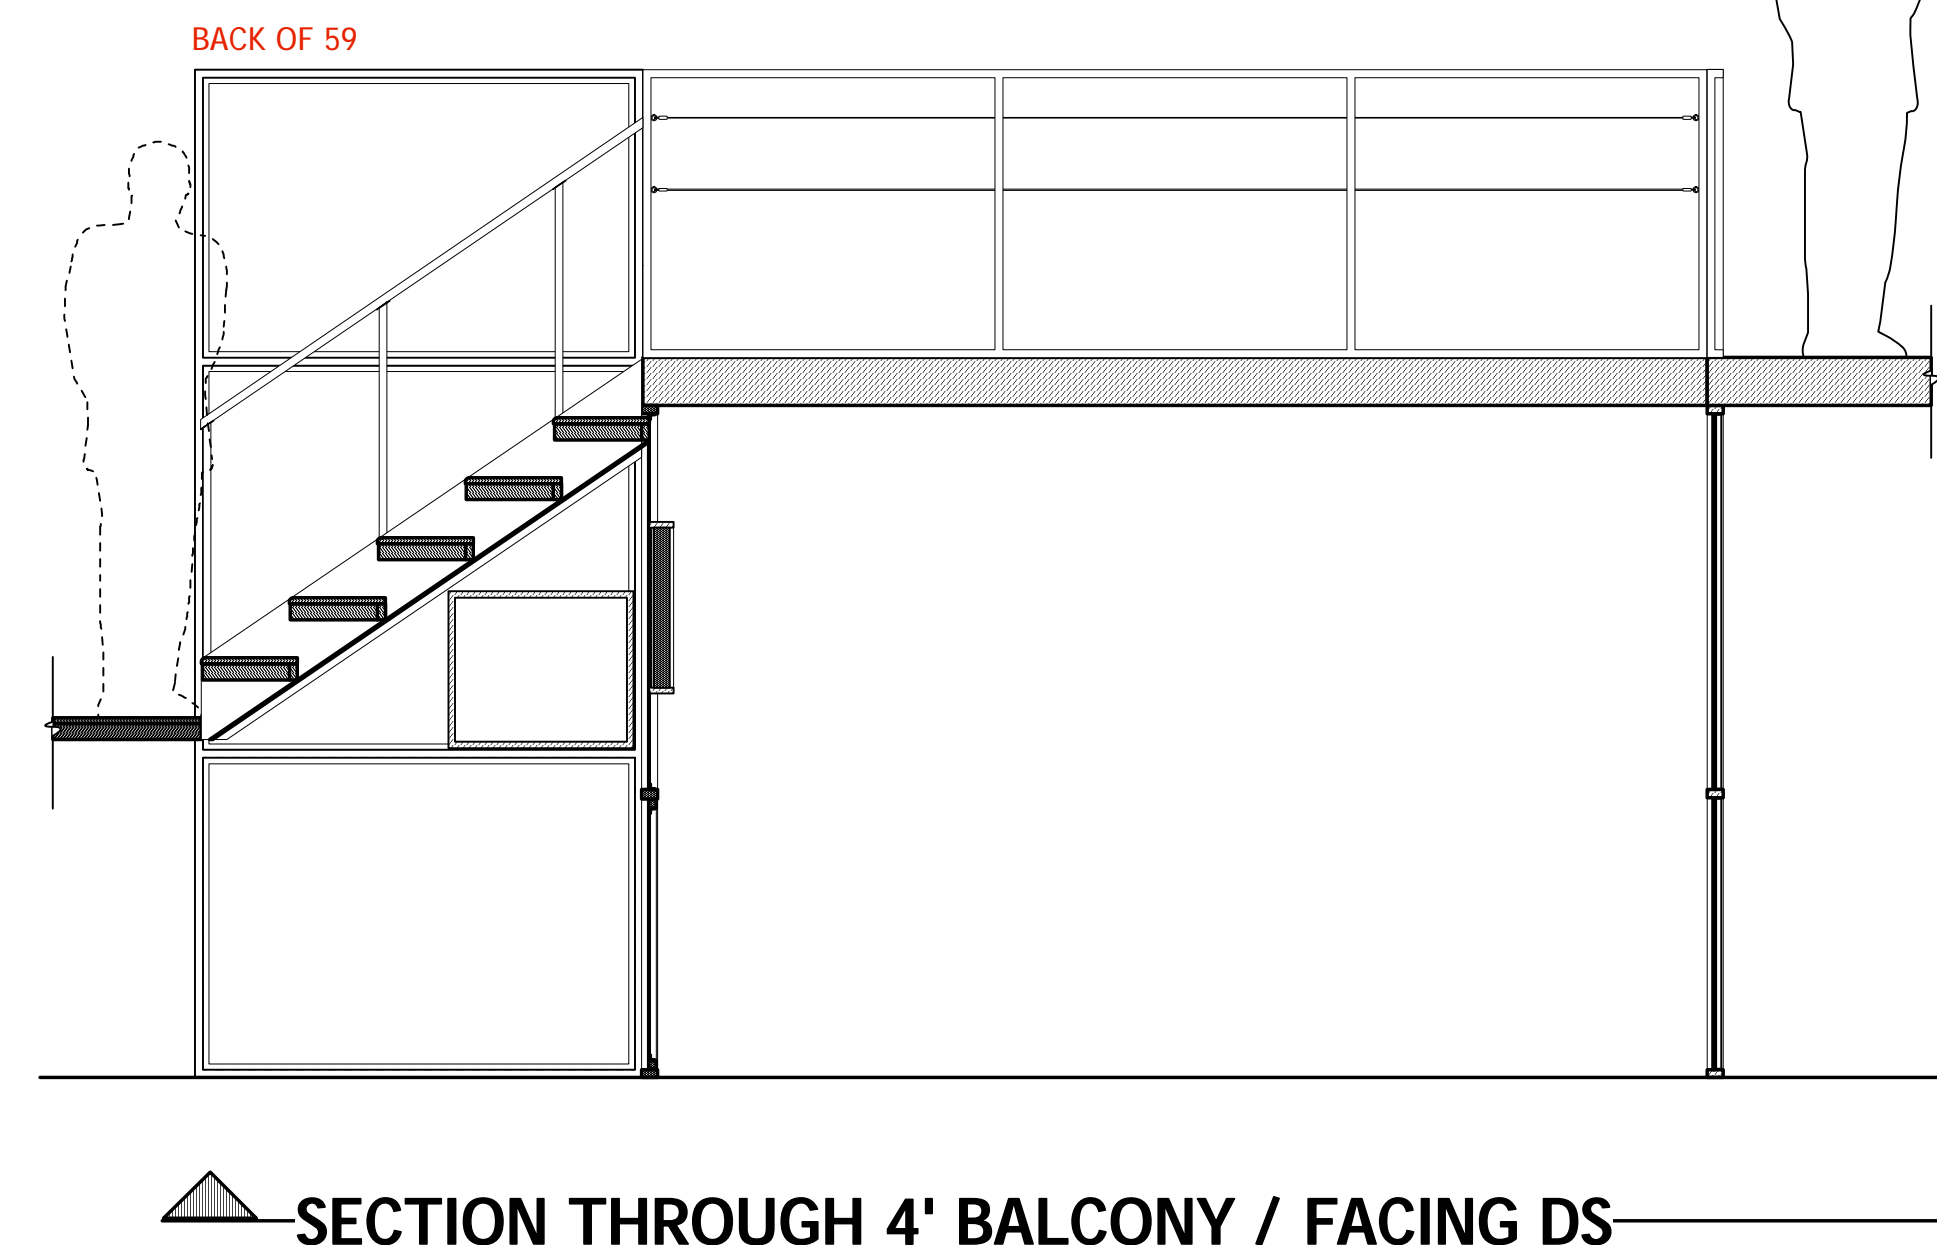 BACK OF 59
SECTION THROUGH 4' BALCONY / FACING DS